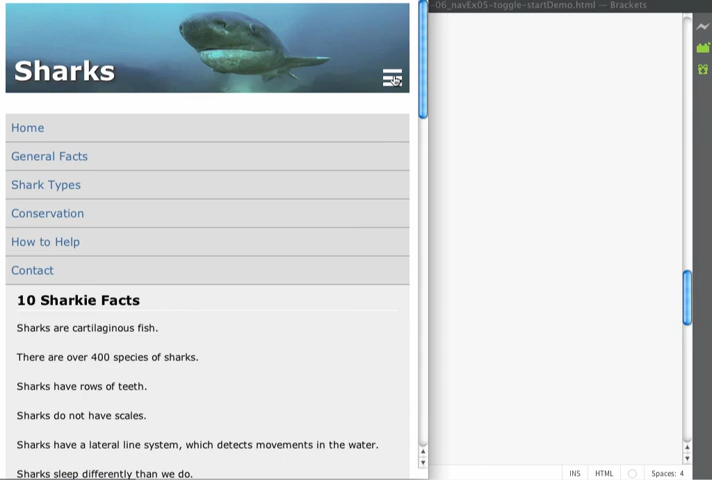 06_navEx05-toggle-startDemo.html — Brackets
Sharks
Home
General Facts
Shark Types
Conservation
How to Help
Contact
10 Sharkie Facts
Sharks are cartilaginous fish.
There are over 400 species of sharks.
Sharks have rows of teeth.
Sharks do not have scales.
Sharks have a lateral line system, which detects movements in the water.
Sharks sleep differently than we do.
INS HTML Spaces: 4